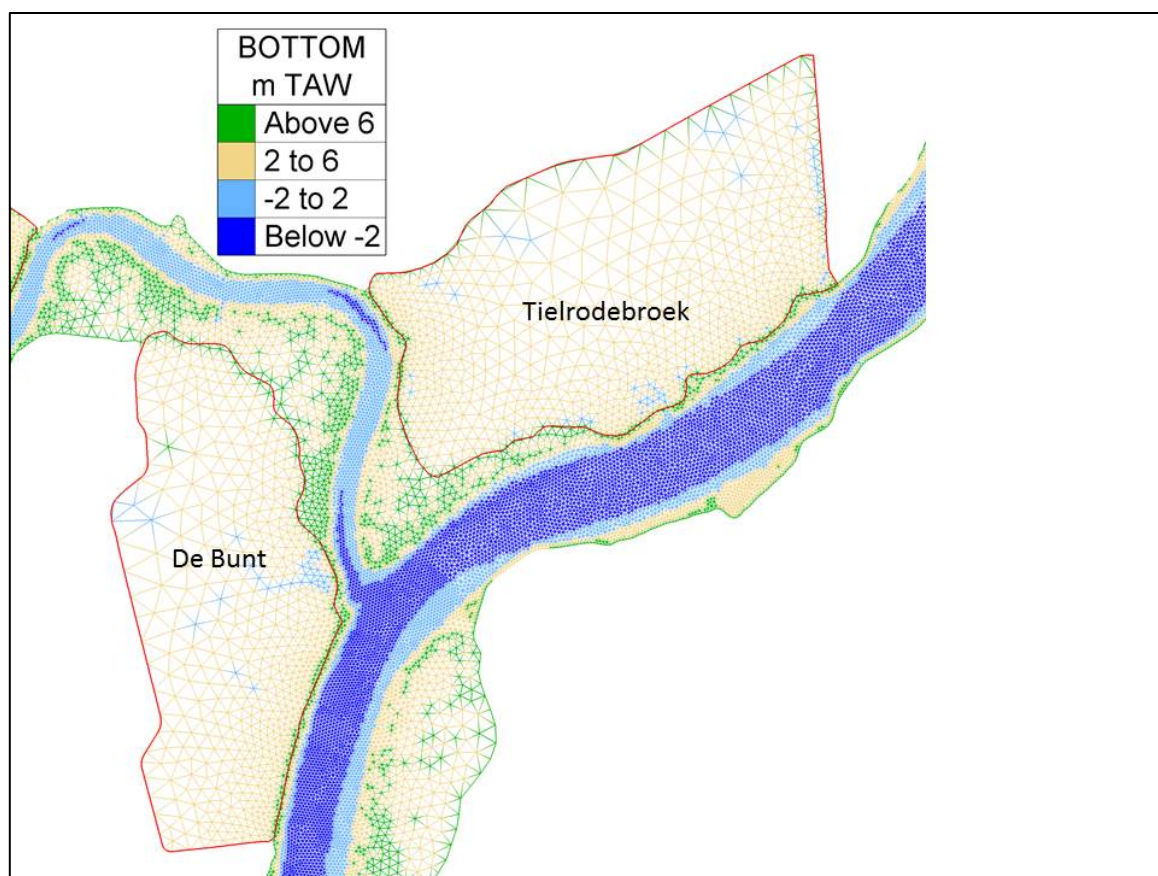 BOTTOM
m TAW
Above 6
2 to 6
-2 to 2
Below -2
Tielrodebroek
De Bunt